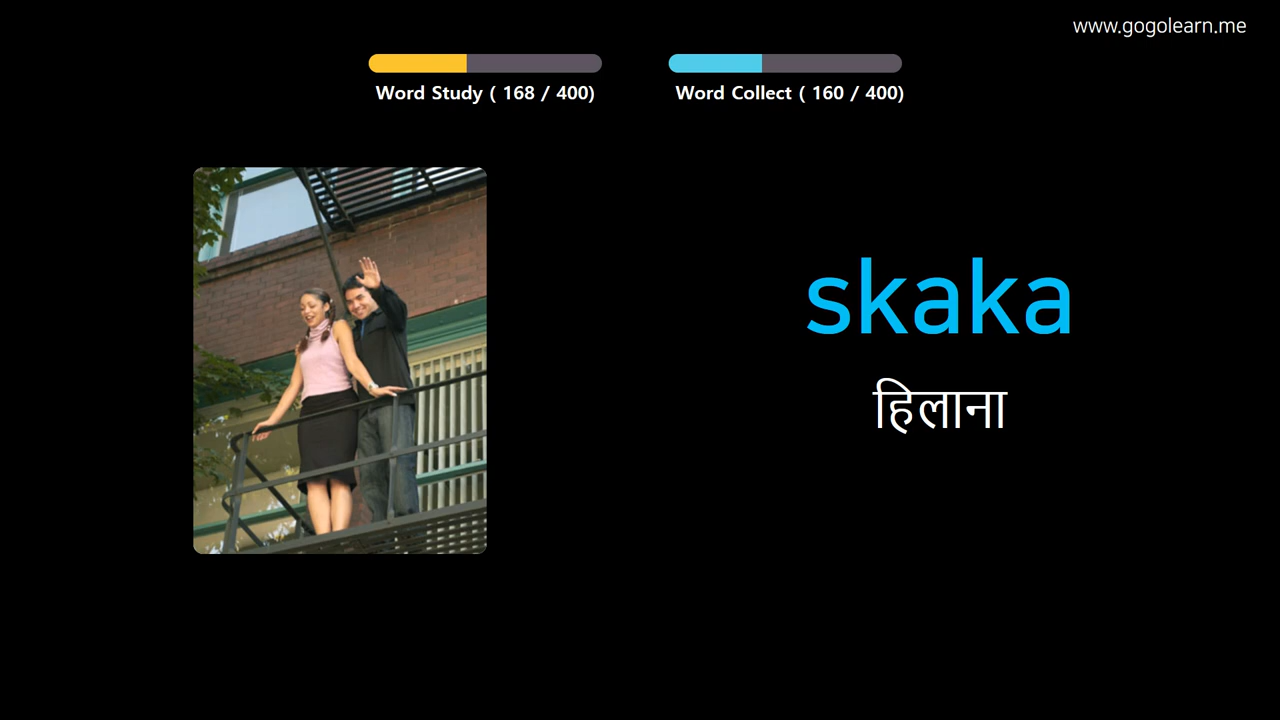 www.gogolearn.me
Word Study ( 168 / 400)
Word Collect ( 160 / 400)
skaka
हिलाना